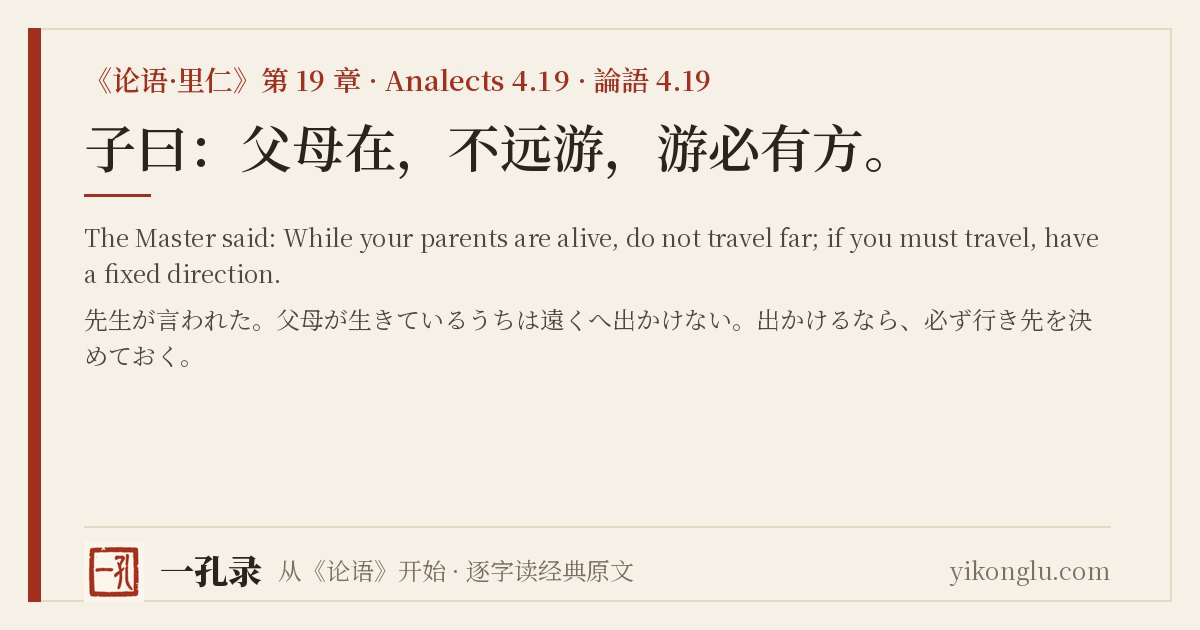 《论语·里仁》第 19 章 · Analects 4.19 · 論語 4.19
子曰：父母在，不远游，游必有方。
The Master said: While your parents are alive, do not travel far; if you must travel, have
a fixed direction.
先生が言われた。父母が生きているうちは遠くへ出かけない。出かけるなら、必ず行き先を決
めておく。
一孔
一孔录
从《论语》开始 · 逐字读经典原文
yikonglu.com